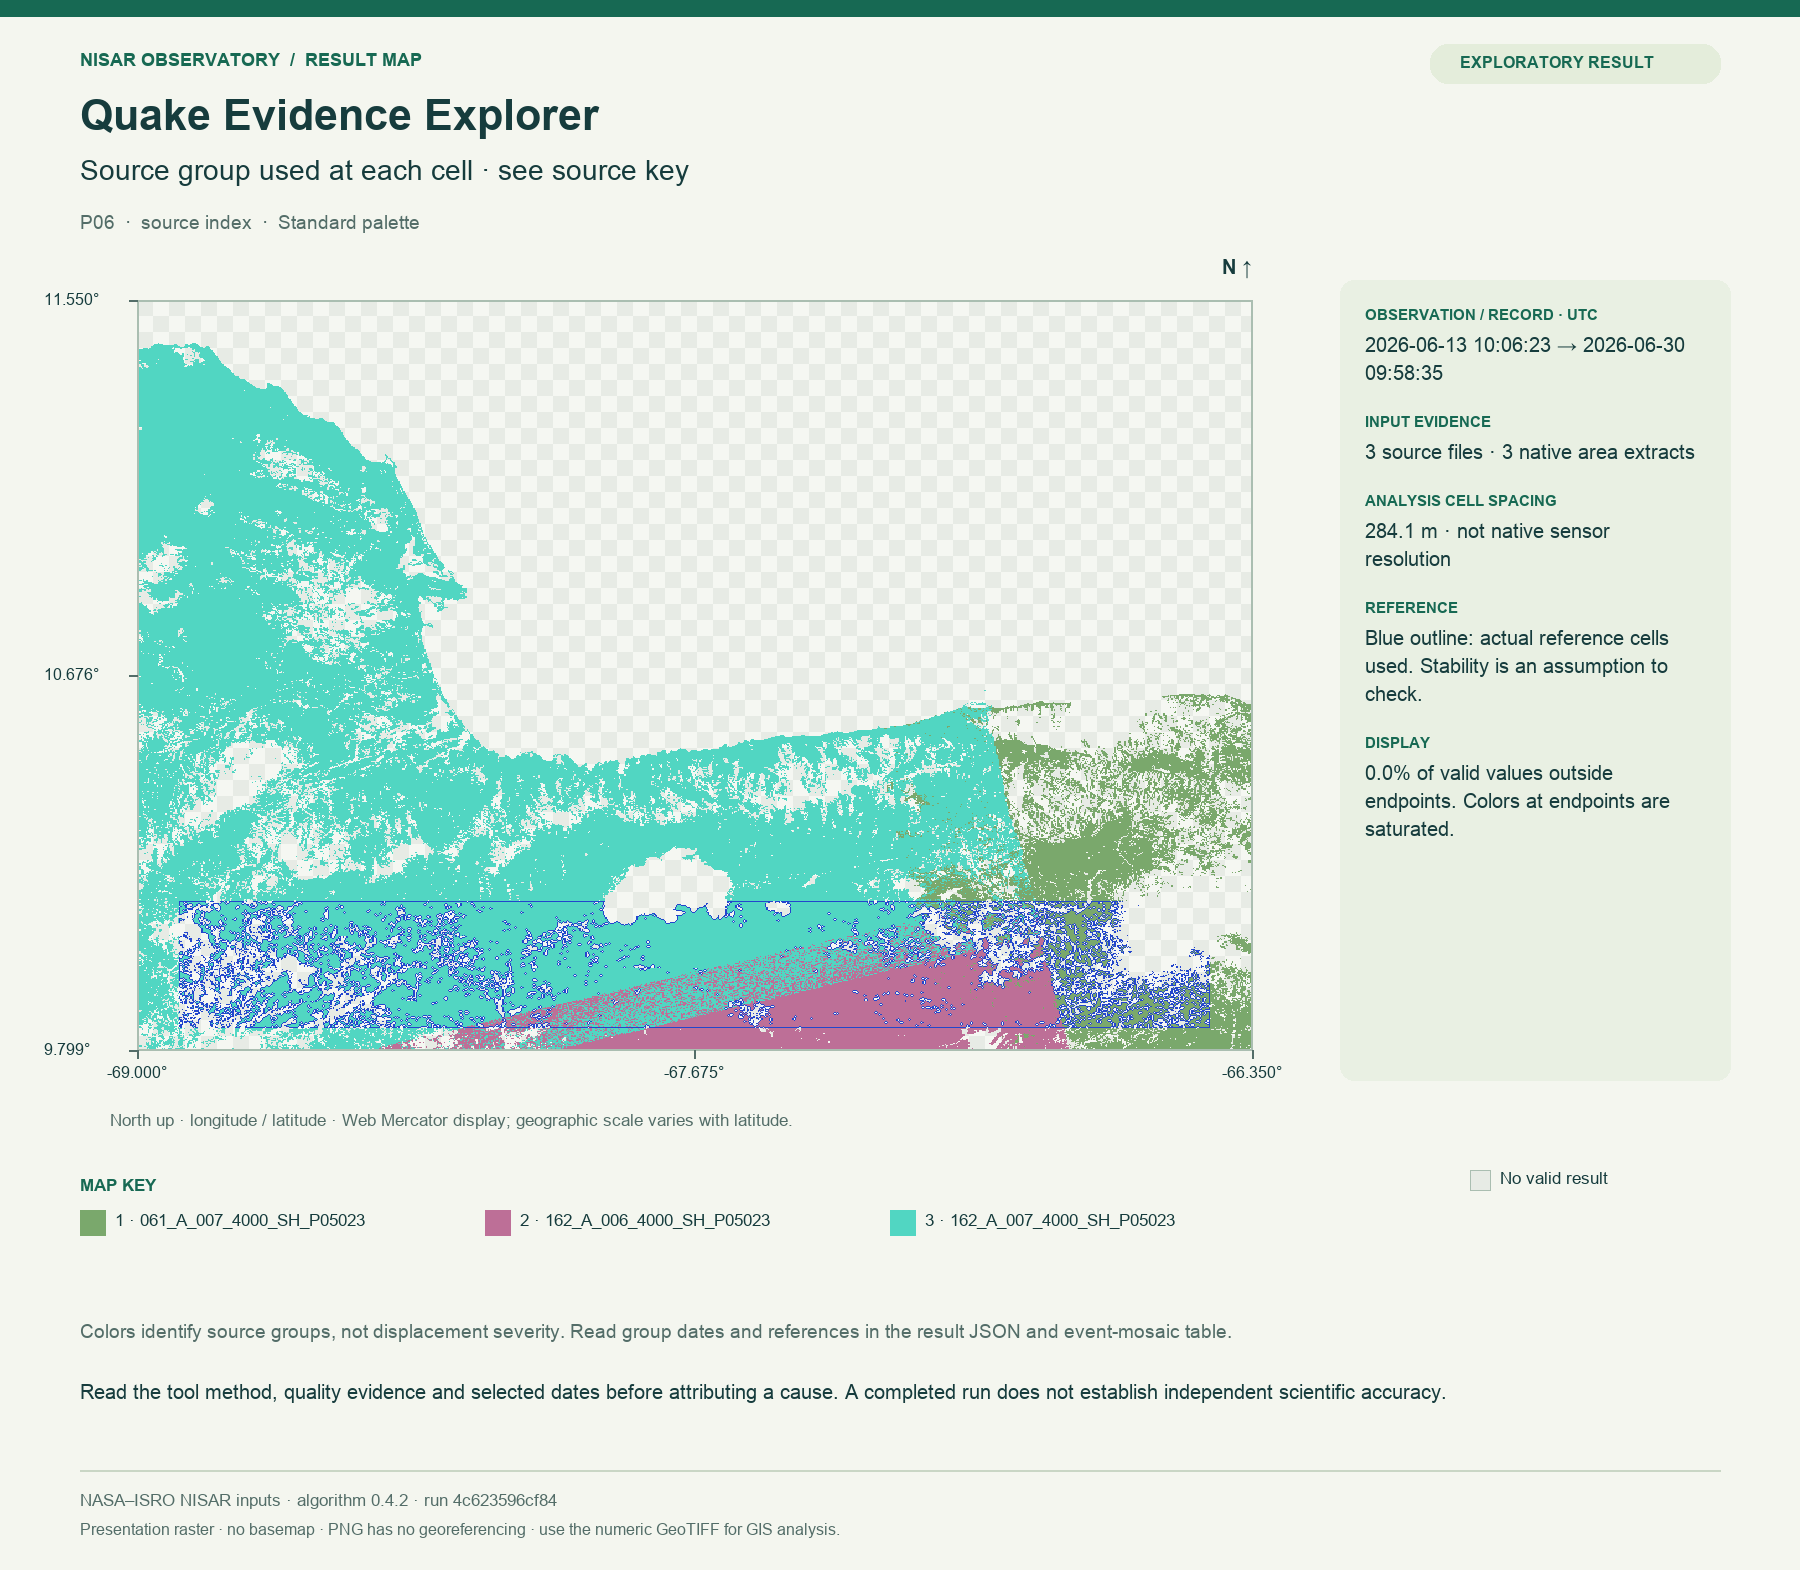 NISAR OBSERVATORY / RESULT MAP
EXPLORATORY RESULT
Quake Evidence Explorer
Source group used at each cell · see source key
P06 · source index · Standard palette
N ↑
11.550°
10.676°
9.799°
-69.000°
-67.675°
-66.350°
OBSERVATION / RECORD · UTC
2026-06-13 10:06:23 → 2026-06-30
09:58:35
INPUT EVIDENCE
3 source files · 3 native area extracts
ANALYSIS CELL SPACING
284.1 m · not native sensor
resolution
REFERENCE
Blue outline: actual reference cells
used. Stability is an assumption to
check.
DISPLAY
0.0% of valid values outside
endpoints. Colors at endpoints are
saturated.
North up · longitude / latitude · Web Mercator display; geographic scale varies with latitude.
No valid result
MAP KEY
1 · 061_A_007_4000_SH_P05023
2 · 162_A_006_4000_SH_P05023
3 · 162_A_007_4000_SH_P05023
Colors identify source groups, not displacement severity. Read group dates and references in the result JSON and event-mosaic table.
Read the tool method, quality evidence and selected dates before attributing a cause. A completed run does not establish independent scientific accuracy.
NASA–ISRO NISAR inputs · algorithm 0.4.2 · run 4c623596cf84
Presentation raster · no basemap · PNG has no georeferencing · use the numeric GeoTIFF for GIS analysis.